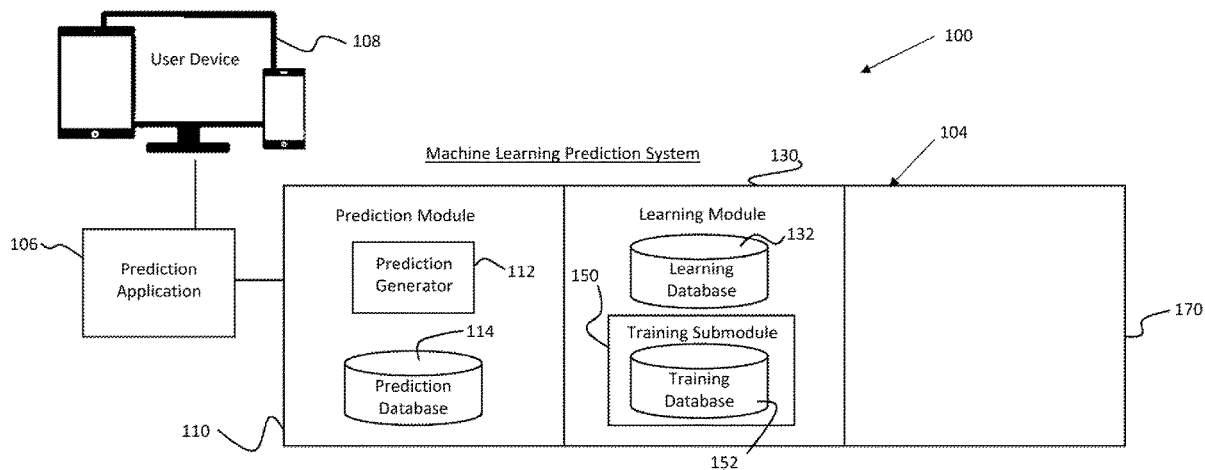 108
User Device
100
Machine Learning Prediction System
130
104
Prediction Module
Learning Module
106
Prediction
Application
Prediction
Generator
112
132
Learning
Database
150
170
114
Prediction
Database
Training Submodule
Training
Database
110
152